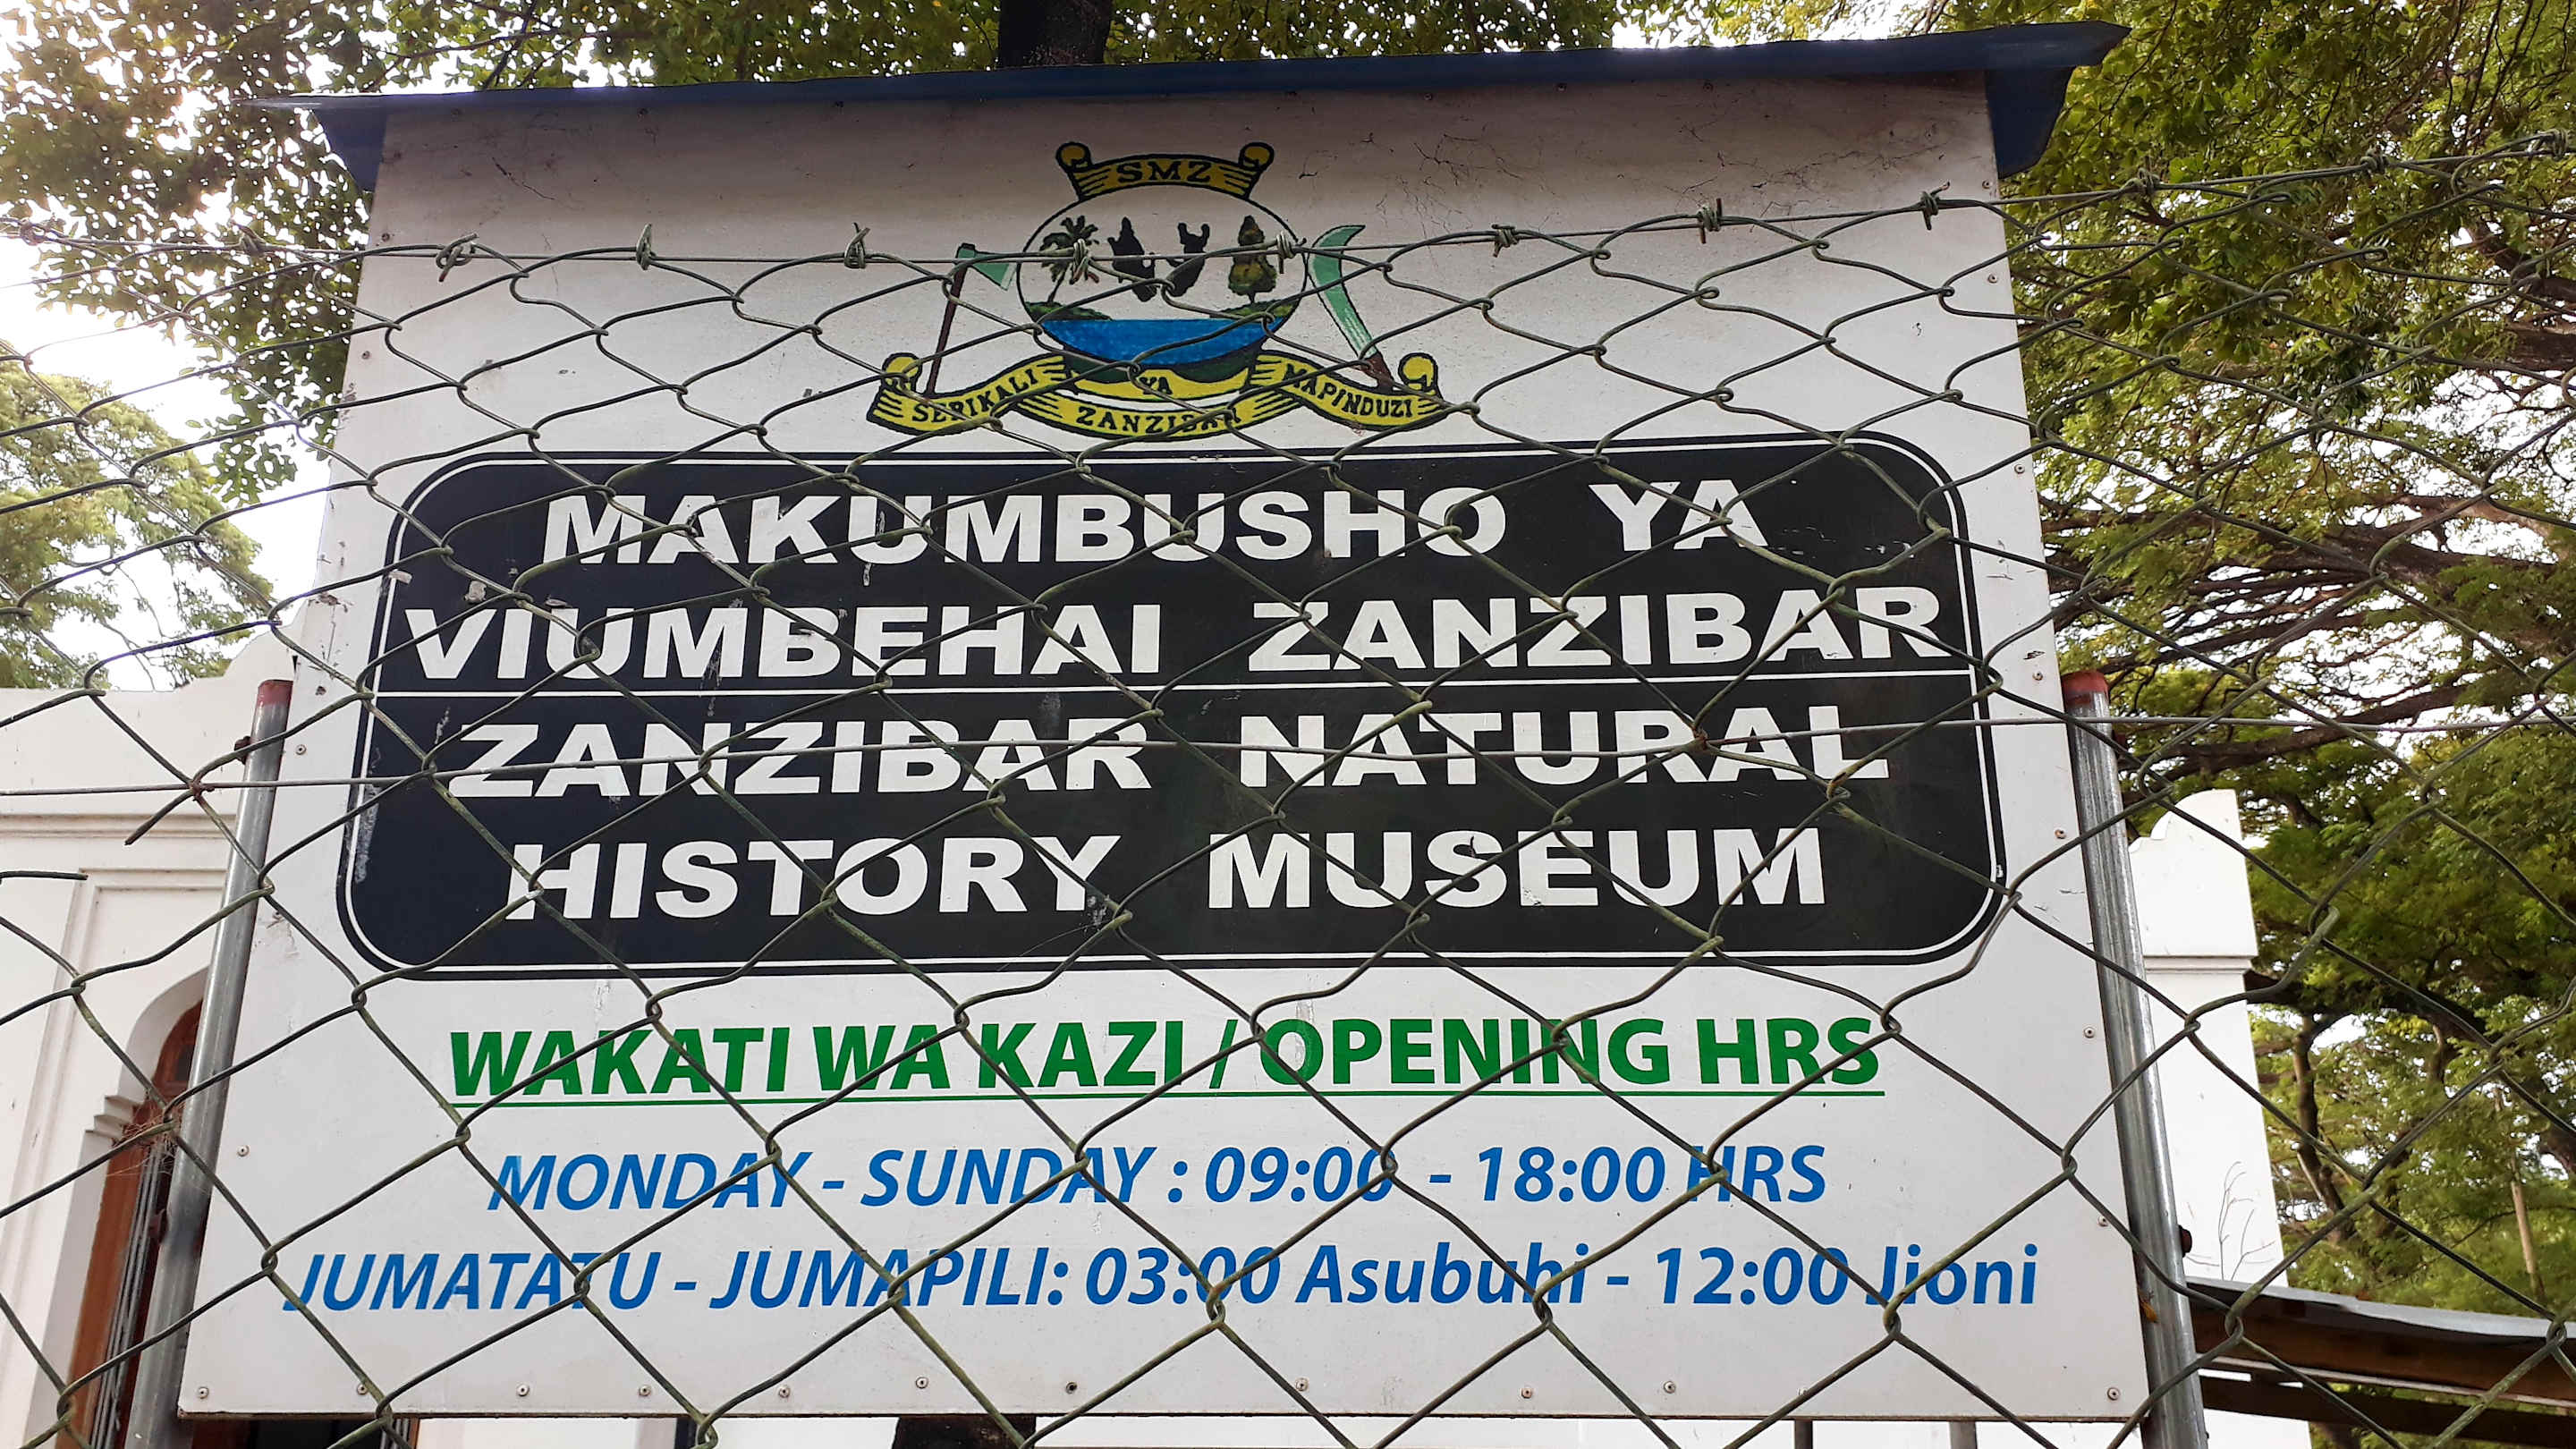 SMZ
SERIKALI YA MAPINDUZI
ZANZIBAR
MAKUMBUSHO YA
VIUMBEHAI ZANZIBAR
ZANZIBAR NATURAL
HISTORY MUSEUM
WAKATI WA KAZI / OPENING HRS
MONDAY - SUNDAY : 09:00 - 18:00 HRS
JUMATATU - JUMAPILI: 03:00 Asubuhi - 12:00 Jioni